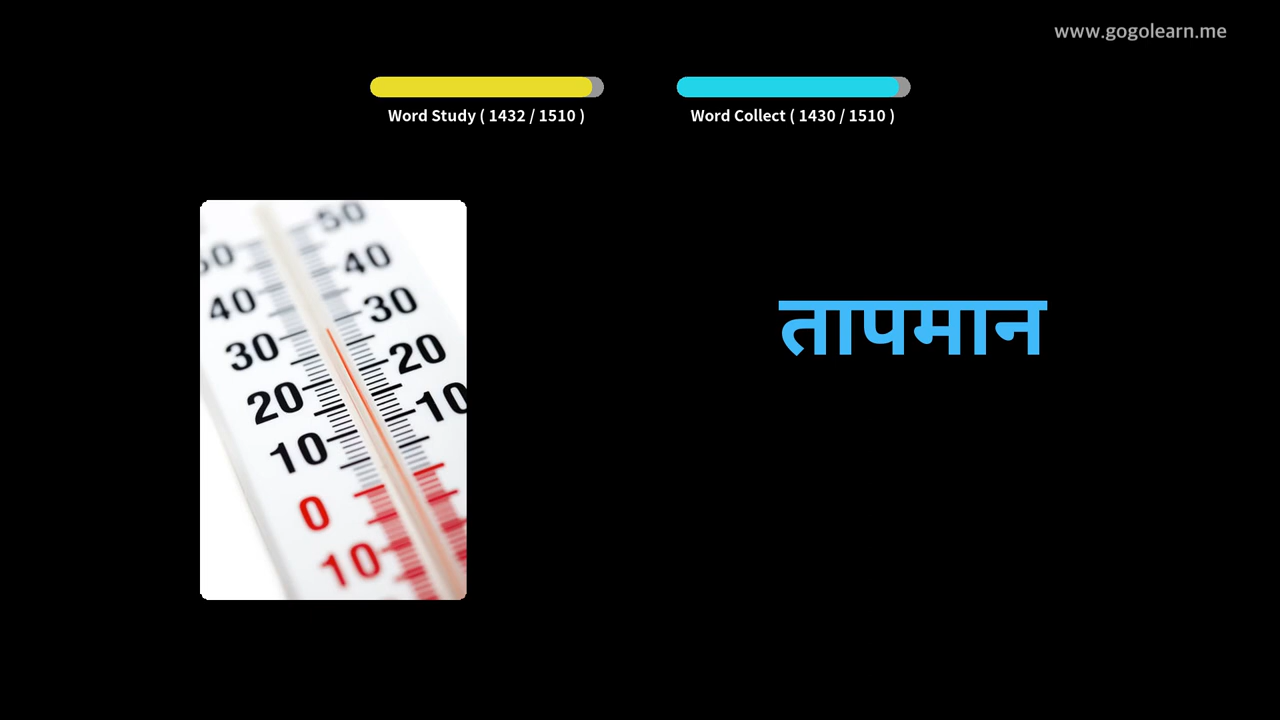 www.gogolearn.me
Word Study ( 1432 / 1510 )
Word Collect ( 1430 / 1510 )
50
50 40
40 30
30 20
20 10
10
0
10
तापमान